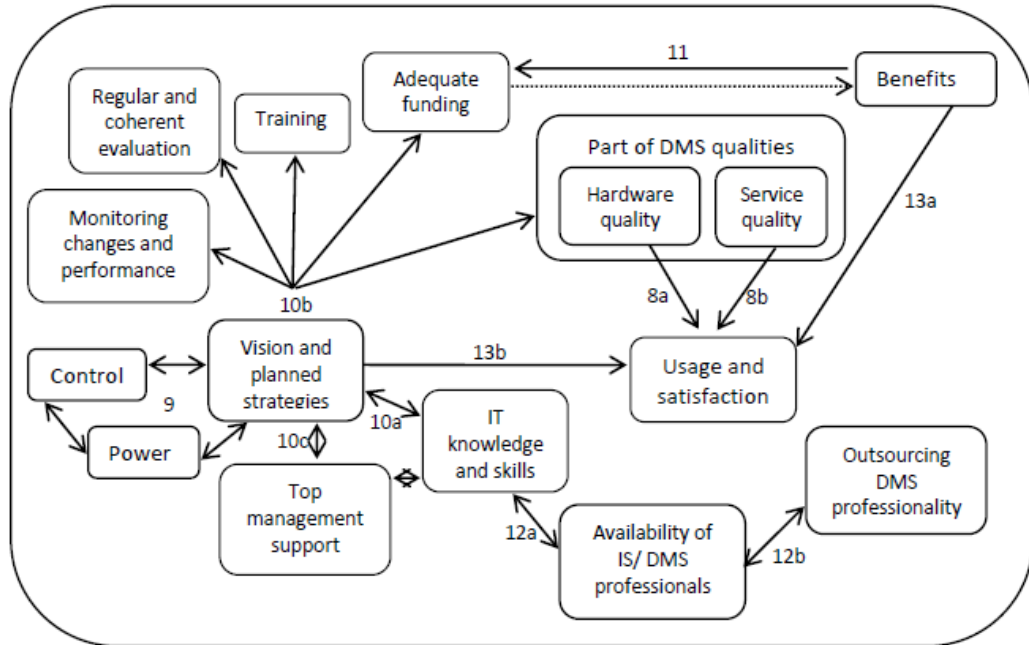 11
Adequate
funding
Benefits
Regular and
coherent
evaluation
Training
Part of DMS qualities
Hardware
quality
Service
quality
13a
Monitoring
changes and
performance
8a
8b
10b
Vision and
planned
strategies
13b
Usage and
satisfaction
Control
9
10a
Power
10c
IT
knowledge
and skills
Top
management
support
Outsourcing
DMS
professionality
12a
Availability of
IS/ DMS
professionals
12b